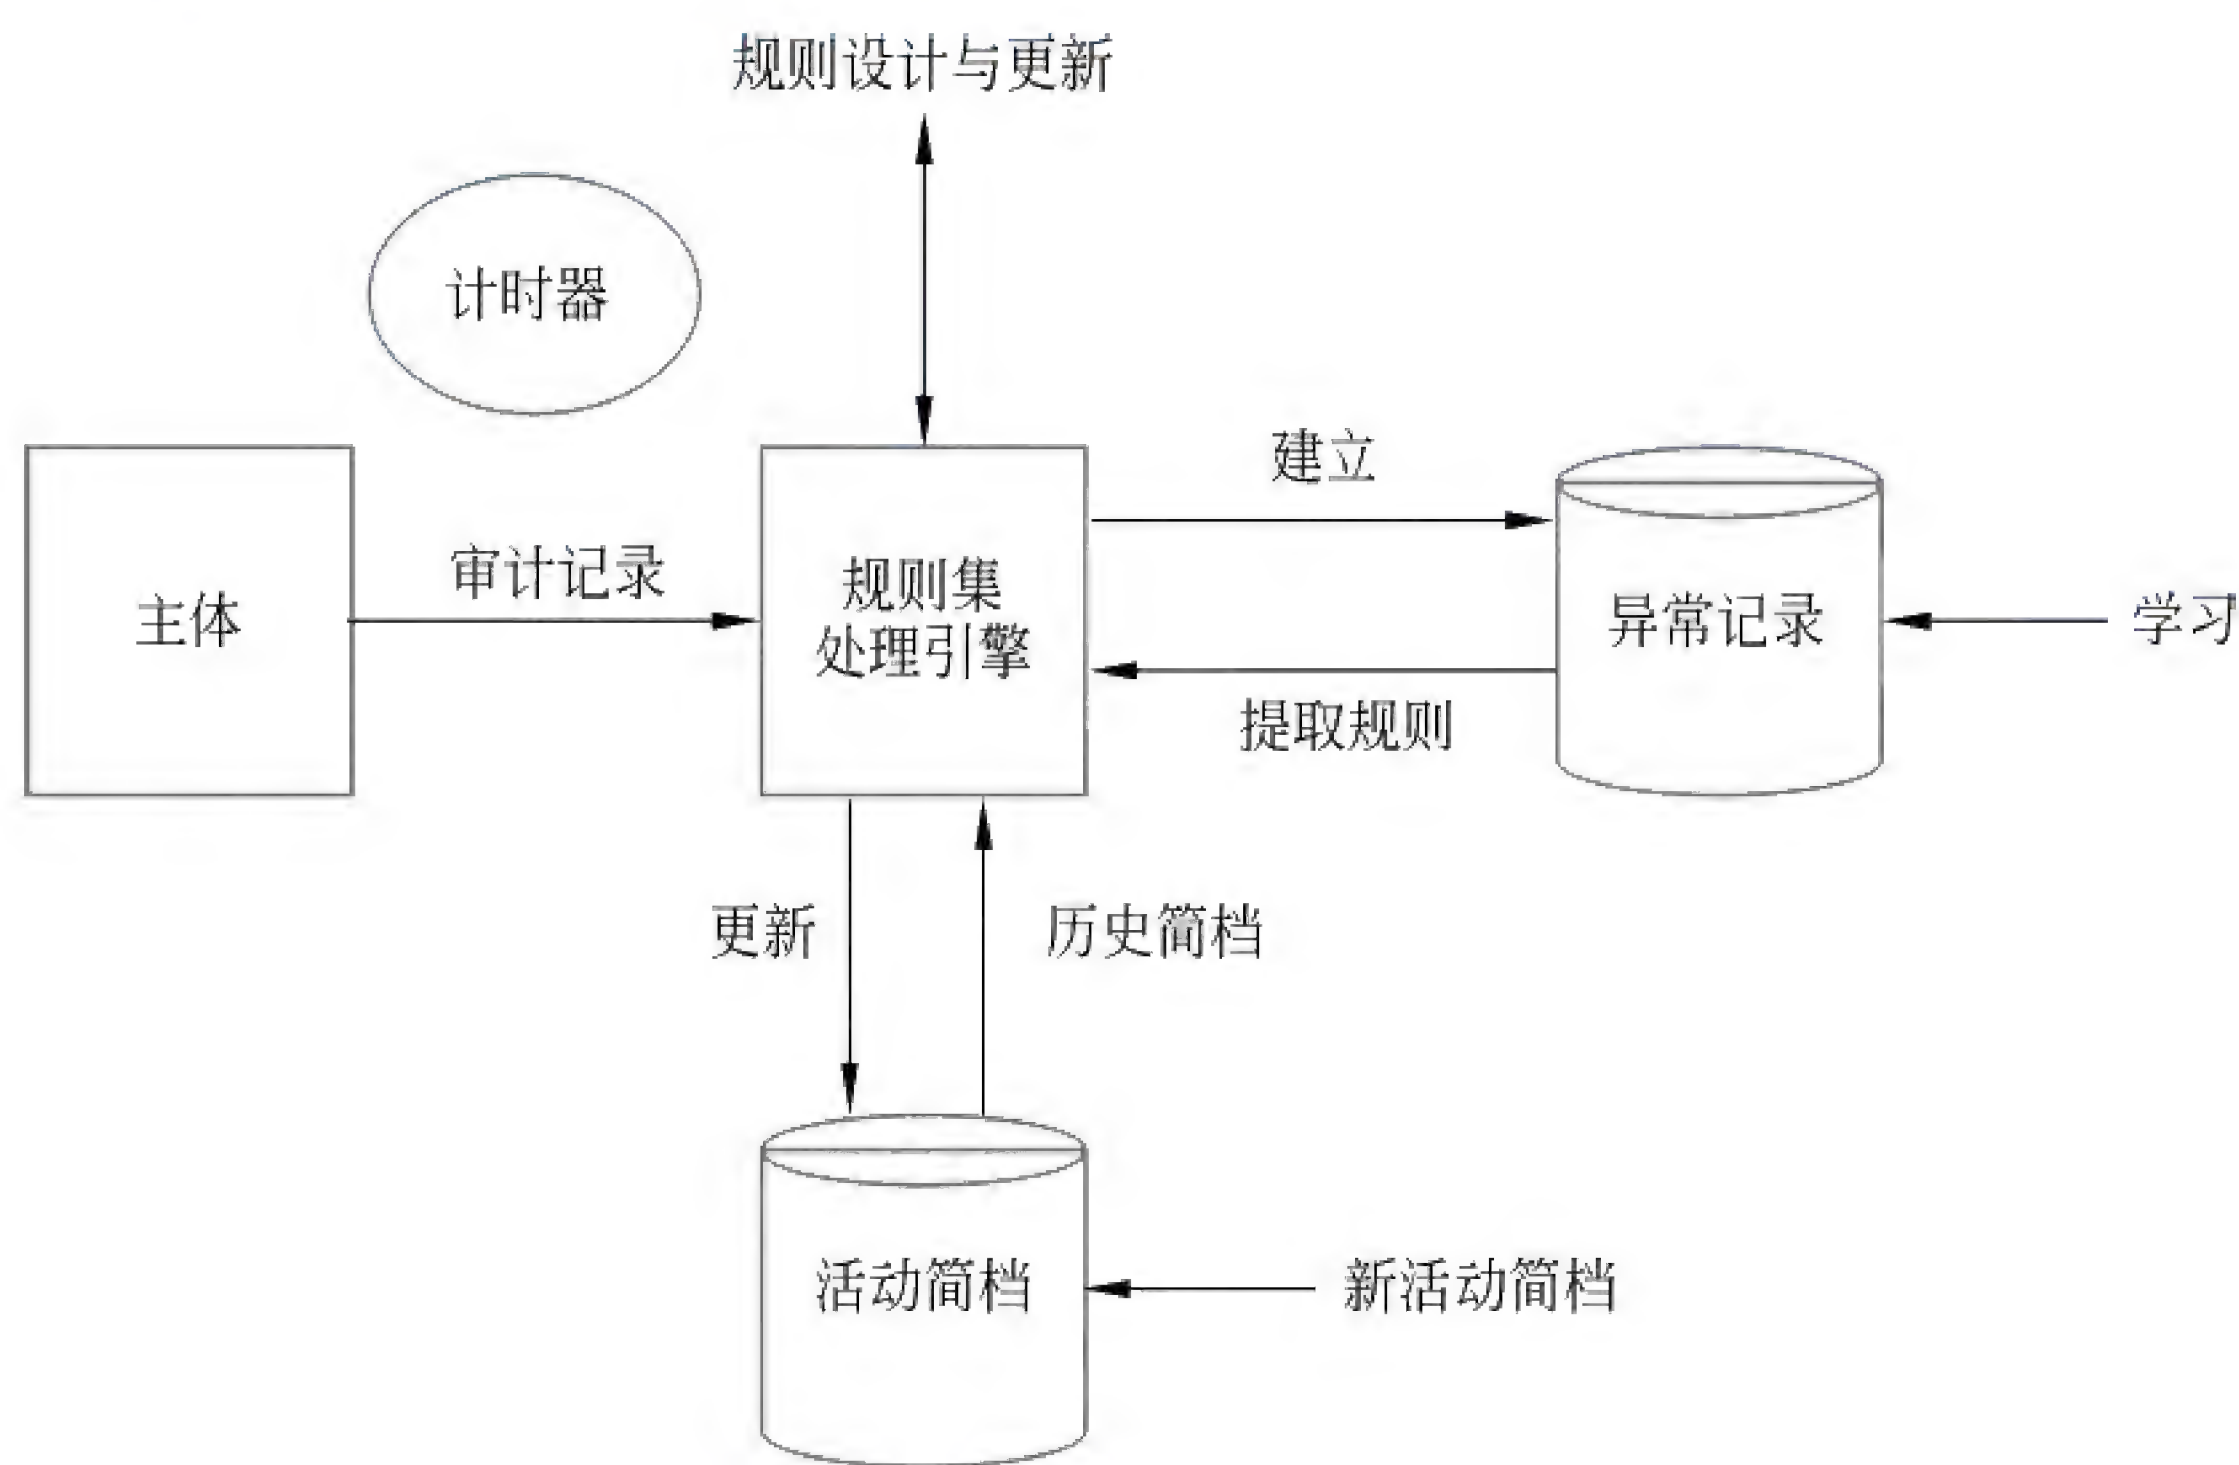 规则设计与更新
计时器
建立
审计记录
主体
规则集
处理引擎
异常记录
学习
提取规则
更新
历史简档
活动简档
新活动简档